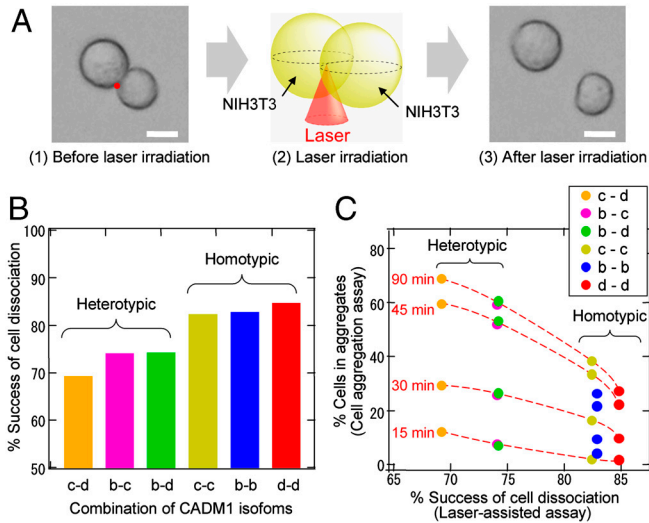 A
NIH3T3
NIH3T3
Laser
(1) Before laser irradiation
(2) Laser irradiation
(3) After laser irradiation
B
% Success of cell dissociation
100
90
80
70
60
50
Heterotypic
Homotypic
c-d
b-c
b-d
c-c
b-b
d-d
Combination of CADM1 isofoms
C
c - d
b - c
b - d
c - c
b - b
d - d
% Cells in aggregates
(Cell aggregation assay)
80
60
40
20
0
Heterotypic
Homotypic
90 min
45 min
30 min
15 min
65
70
75
80
85
% Success of cell dissociation
(Laser-assisted assay)